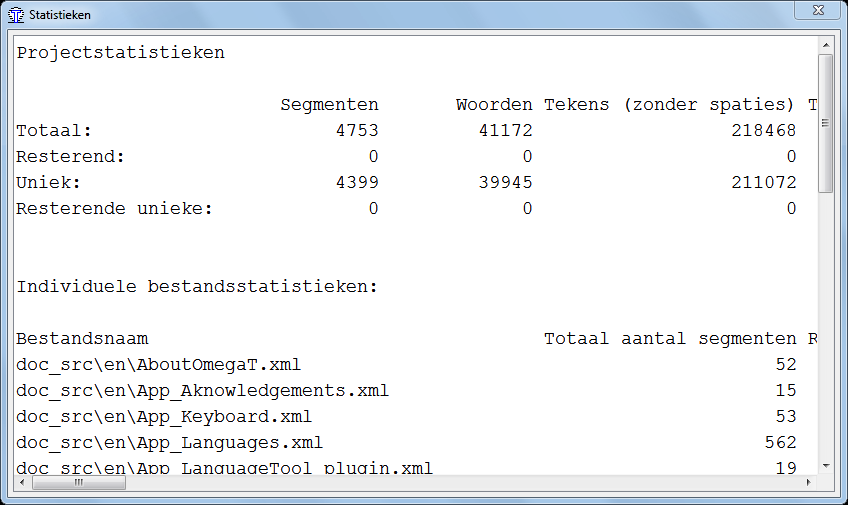 Statistieken
Projectstatistieken
Segmenten Woorden Tekens (zonder spaties) T
Totaal: 4753 41172 218468
Resterend: 0 0 0
Uniek: 4399 39945 211072
Resterende unieke: 0 0 0
Individuele bestandsstatistieken:
Bestandsnaam Totaal aantal segmenten R
doc_src\en\AboutOmegaT.xml 52
doc_src\en\App_Aknowledgements.xml 15
doc_src\en\App_Keyboard.xml 53
doc_src\en\App_Languages.xml 562
doc_src\en\App_LanguageTool_plugin.xml 19